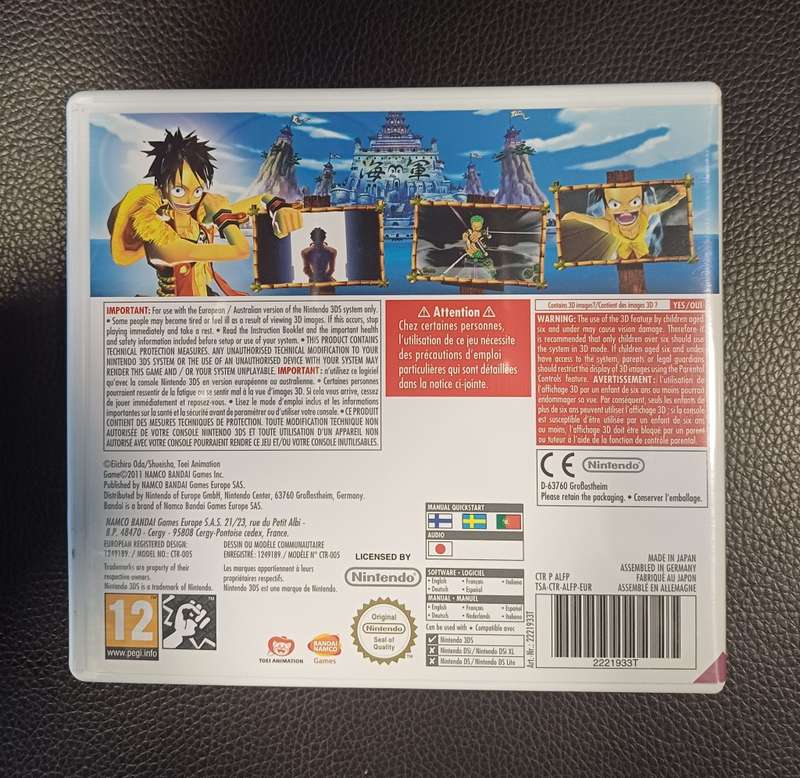 海軍
IMPORTANT: For use with the European / Australian version of the Nintendo 3DS system only.
• Some people may become tired or feel ill as a result of viewing 3D images. If this occurs, stop
playing immediately and take a rest. • Read the Instruction Booklet and the important health
and safety information included before setup or use of your system. • THIS PRODUCT CONTAINS
TECHNICAL PROTECTION MEASURES. ANY UNAUTHORISED TECHNICAL MODIFICATION TO YOUR
NINTENDO 3DS SYSTEM OR THE USE OF AN UNAUTHORISED DEVICE WITH YOUR SYSTEM MAY
RENDER THIS GAME AND / OR YOUR SYSTEM UNPLAYABLE. IMPORTANT : n'utilisez ce logiciel
qu'avec la console Nintendo 3DS en version européenne ou australienne. • Certaines personnes
pourraient ressentir de la fatigue ou se sentir mal à la vue d'images 3D. Si cela vous arrive, cessez
de jouer immédiatement et reposez-vous. • Lisez le mode d'emploi inclus et les informations
importantes sur la santé et la sécurité avant de paramétrer ou d'utiliser votre console. • CE PRODUIT
CONTIENT DES MESURES TECHNIQUES DE PROTECTION. TOUTE MODIFICATION TECHNIQUE NON
AUTORISÉE DE VOTRE CONSOLE NINTENDO 3DS ET TOUTE UTILISATION D'UN APPAREIL NON
AUTORISÉ AVEC VOTRE CONSOLE POURRAIENT RENDRE CE JEU ET/OU VOTRE CONSOLE INUTILISABLES.
Attention
Chez certaines personnes,
l'utilisation de ce jeu nécessite
des précautions d'emploi
particulières qui sont détaillées
dans la notice ci-jointe.
Contains 3D images?/Contient des images 3D ? YES/OUI
WARNING: The use of the 3D feature by children aged
six and under may cause vision damage. Therefore it
is recommended that only children over six should use
the system in 3D mode. If children aged six and under
have access to the system, parents or legal guardians
should restrict the display of 3D images using the Parental
Controls feature. AVERTISSEMENT : l'utilisation de
l'affichage 3D par un enfant de six ans ou moins pourrait
endommager sa vue. Par conséquent, seuls les enfants de
plus de six ans peuvent utiliser l'affichage 3D ; si la console
est susceptible d'être utilisée par un enfant de six ans
ou moins, l'affichage 3D doit être bloqué par un parent
ou tuteur à l'aide de la fonction de contrôle parental.
CE Nintendo
D-63760 Großostheim
Please retain the packaging. • Conserver l'emballage.
©Eiichiro Oda/Shueisha, Toei Animation
Game©2011 NAMCO BANDAI Games Inc.
Published by NAMCO BANDAI Games Europe SAS.
Distributed by Nintendo of Europe GmbH, Nintendo Center, 63760 Großostheim, Germany.
Bandai is a brand of Namco Bandai Games Europe SAS.
NAMCO BANDAI Games Europe S.A.S. 21/23, rue du Petit Albi -
B.P. 48470 - Cergy - 95808 Cergy-Pontoise cedex, France.
EUROPEAN REGISTERED DESIGN:
1249189. / MODEL NO.: CTR-005
DESSIN OU MODÈLE COMMUNAUTAIRE
ENREGISTRÉ: 1249189. / MODÈLE N° CTR-005
Trademarks are property of their
respective owners.
Nintendo 3DS is a trademark of Nintendo.
Les marques appartiennent à leurs
propriétaires respectifs.
Nintendo 3DS est une marque de Nintendo.
LICENSED BY
Nintendo
MANUAL QUICKSTART
AUDIO
SOFTWARE • LOGICIEL
• English • Français • Italiano
• Deutsch • Español
MANUAL • MANUEL
• English • Français • Español
• Deutsch • Nederlands • Italiano
Can be used with • Compatible avec
Nintendo 3DS
Nintendo DSi/Nintendo DSi XL
Nintendo DS/Nintendo DS Lite
MADE IN JAPAN
ASSEMBLED IN GERMANY
FABRIQUÉ AU JAPON
ASSEMBLÉ EN ALLEMAGNE
CTR P ALFP
TSA-CTR-ALFP-EUR
Art.-Nr.: 2221933T
2221933T
12
www.pegi.info
TOEI ANIMATION
BANDAI
NAMCO
Games
Original
Nintendo
Seal of
Quality